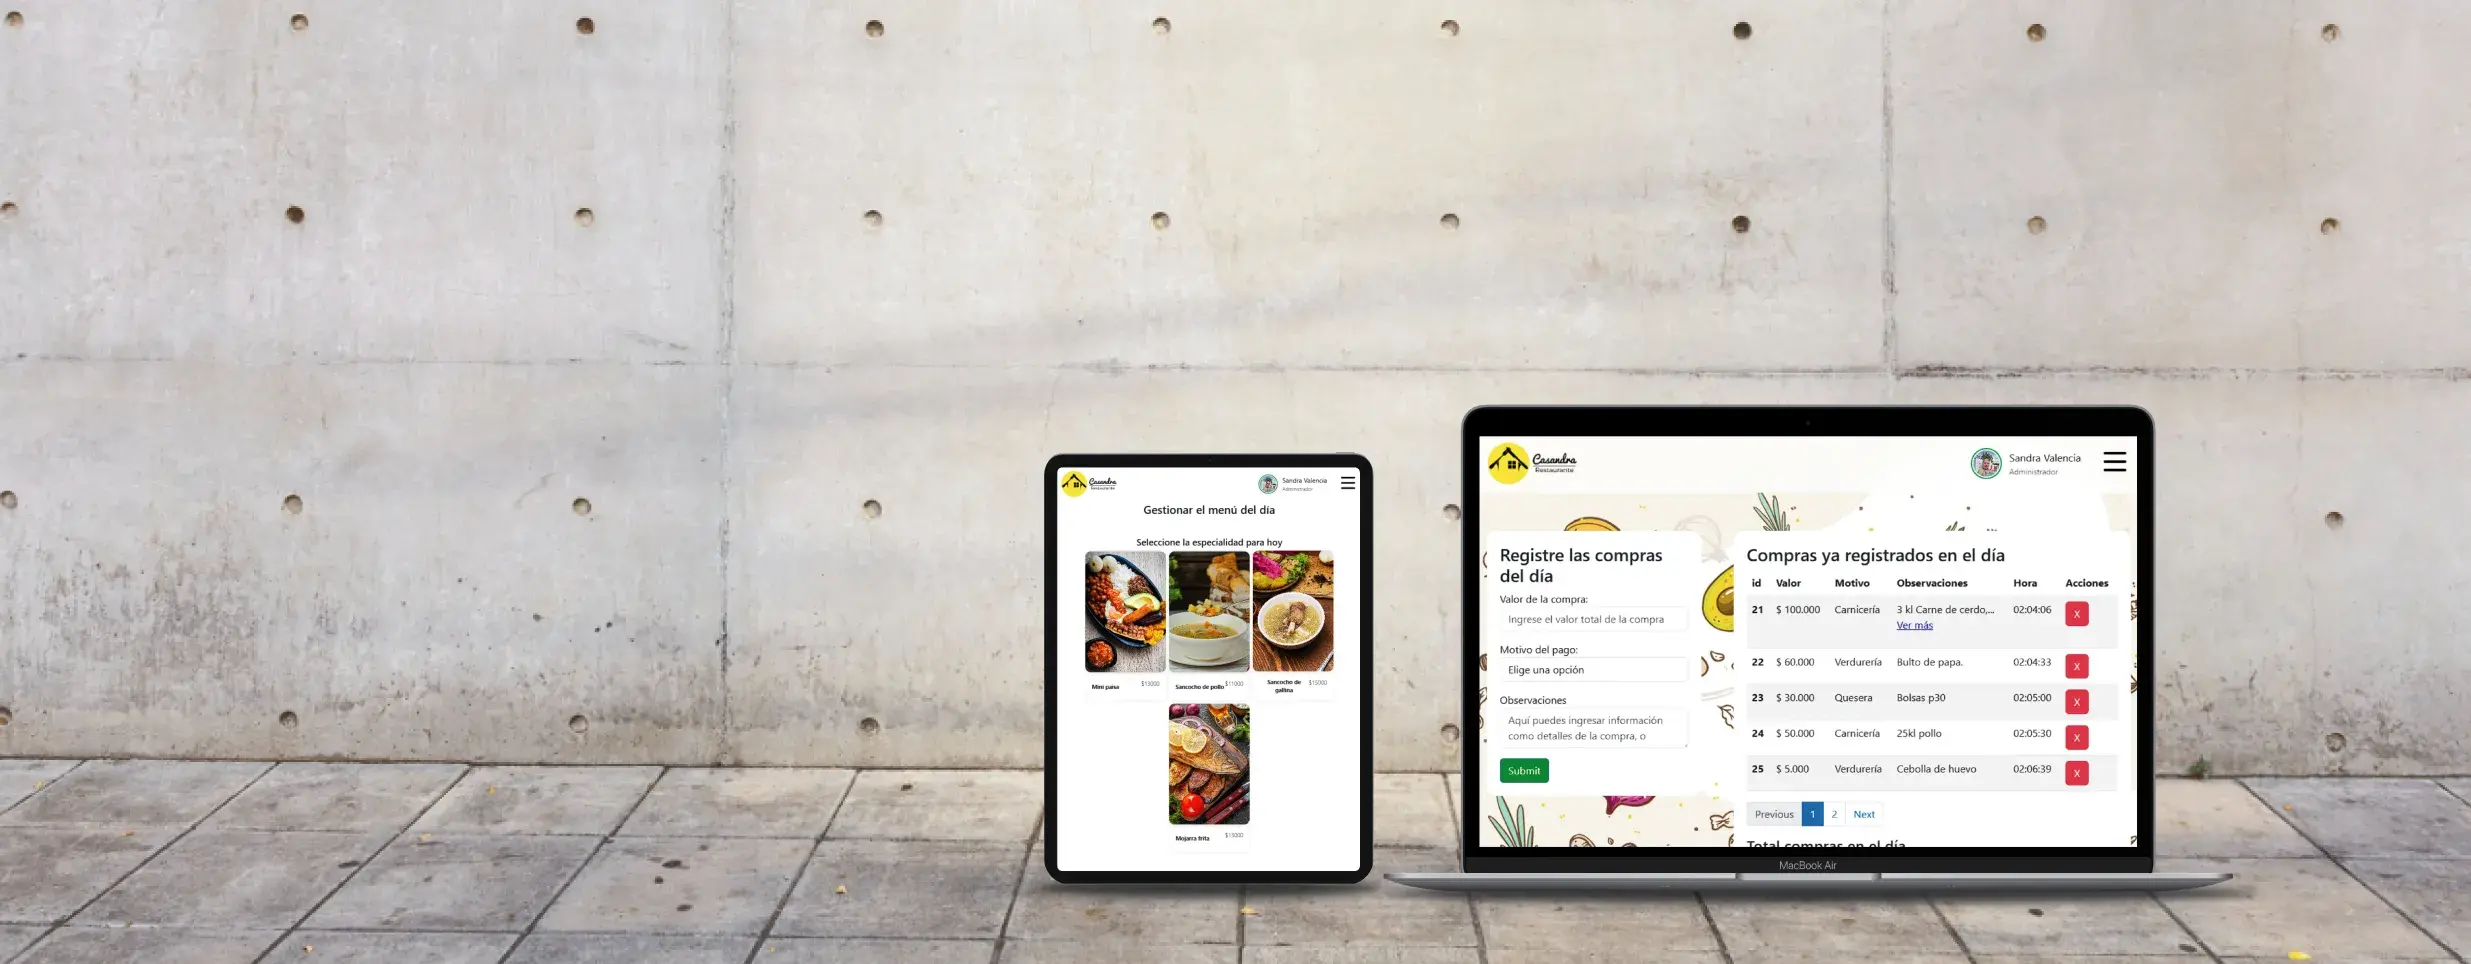 Casandra
Restaurante
Sandra Valencia
Administrador
Gestionar el menú del día
Seleccione la especialidad para hoy
Mini paisa $13000
Sancocho de pollo $11000
Sancocho de gallina $15000
Mojarra frita $15000
Casandra
Restaurante
Sandra Valencia
Administrador
Registre las compras
del día
Valor de la compra:
Ingrese el valor total de la compra
Motivo del pago:
Elige una opción
Observaciones
Aquí puedes ingresar información
como detalles de la compra, o
Submit
Compras ya registrados en el día
id Valor Motivo Observaciones Hora Acciones
21 $ 100.000 Carnicería 3 kl Carne de cerdo,... 02:04:06 X
Ver más
22 $ 60.000 Verdurería Bulto de papa. 02:04:33 X
23 $ 30.000 Quesera Bolsas p30 02:05:00 X
24 $ 50.000 Carnicería 25kl pollo 02:05:30 X
25 $ 5.000 Verdurería Cebolla de huevo 02:06:39 X
Previous 1 2 Next
Total compras en el día
MacBook Air